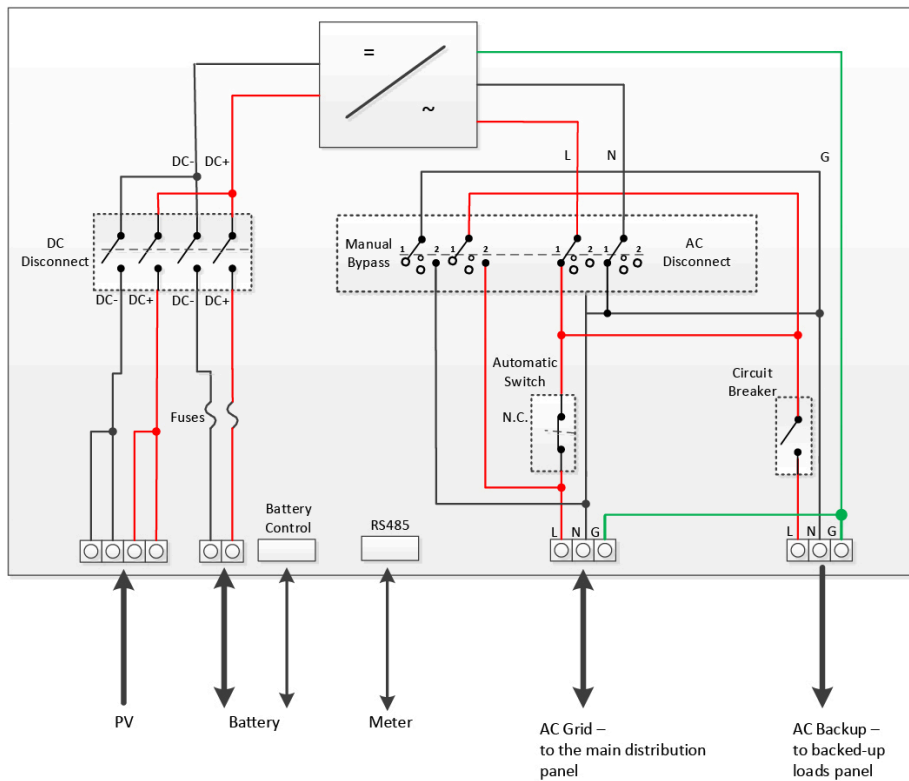 =
~
L
N
G
DC-
DC+
DC
Disconnect
Manual
Bypass
1
2
1
2
1
2
1
2
AC
Disconnect
DC-
DC+
DC-
DC+
Automatic
Switch
N.C.
Circuit
Breaker
Fuses
Battery
Control
RS485
L
N
G
L
N
G
PV
Battery
Meter
AC Grid –
to the main distribution
panel
AC Backup –
to backed-up
loads panel